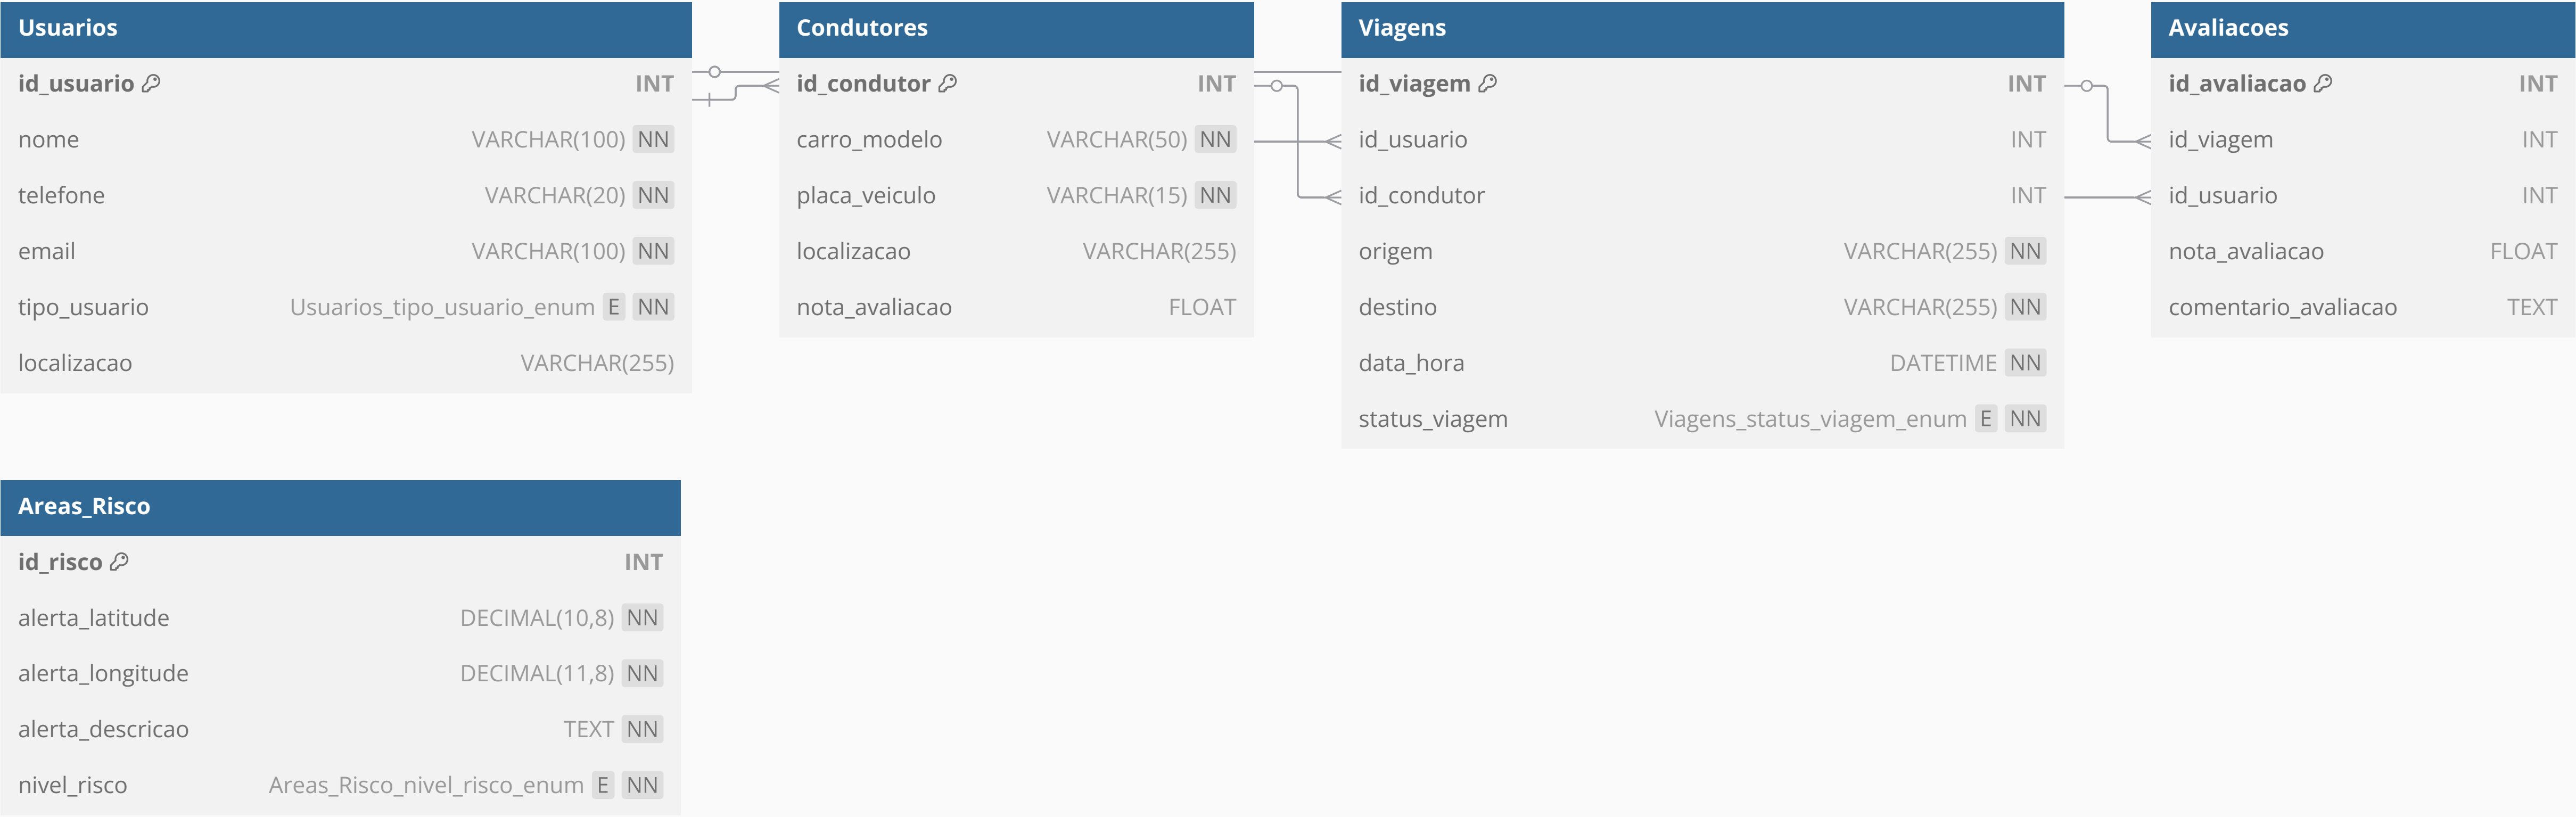 Usuarios
id_usuario INT
nome VARCHAR(100) NN
telefone VARCHAR(20) NN
email VARCHAR(100) NN
tipo_usuario Usuarios_tipo_usuario_enum E NN
localizacao VARCHAR(255)
Condutores
id_condutor INT
carro_modelo VARCHAR(50) NN
placa_veiculo VARCHAR(15) NN
localizacao VARCHAR(255)
nota_avaliacao FLOAT
Viagens
id_viagem INT
id_usuario INT
id_condutor INT
origem VARCHAR(255) NN
destino VARCHAR(255) NN
data_hora DATETIME NN
status_viagem Viagens_status_viagem_enum E NN
Avaliacoes
id_avaliacao INT
id_viagem INT
id_usuario INT
nota_avaliacao FLOAT
comentario_avaliacao TEXT
Areas_Risco
id_risco INT
alerta_latitude DECIMAL(10,8) NN
alerta_longitude DECIMAL(11,8) NN
alerta_descricao TEXT NN
nivel_risco Areas_Risco_nivel_risco_enum E NN